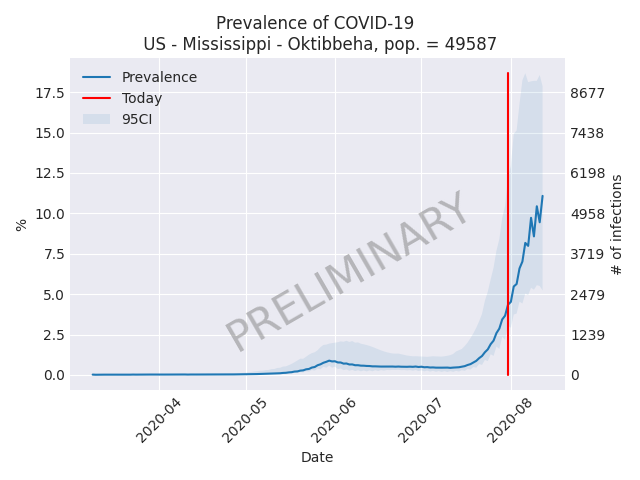 Prevalence of COVID-19
US - Mississippi - Oktibbeha, pop. = 49587
Prevalence
Today
95CI
17.5
15.0
12.5
10.0
7.5
5.0
2.5
0.0
%
8677
7438
6198
4958
3719
2479
1239
0
# of infections
PRELIMINARY
2020-04
2020-05
2020-06
2020-07
2020-08
Date